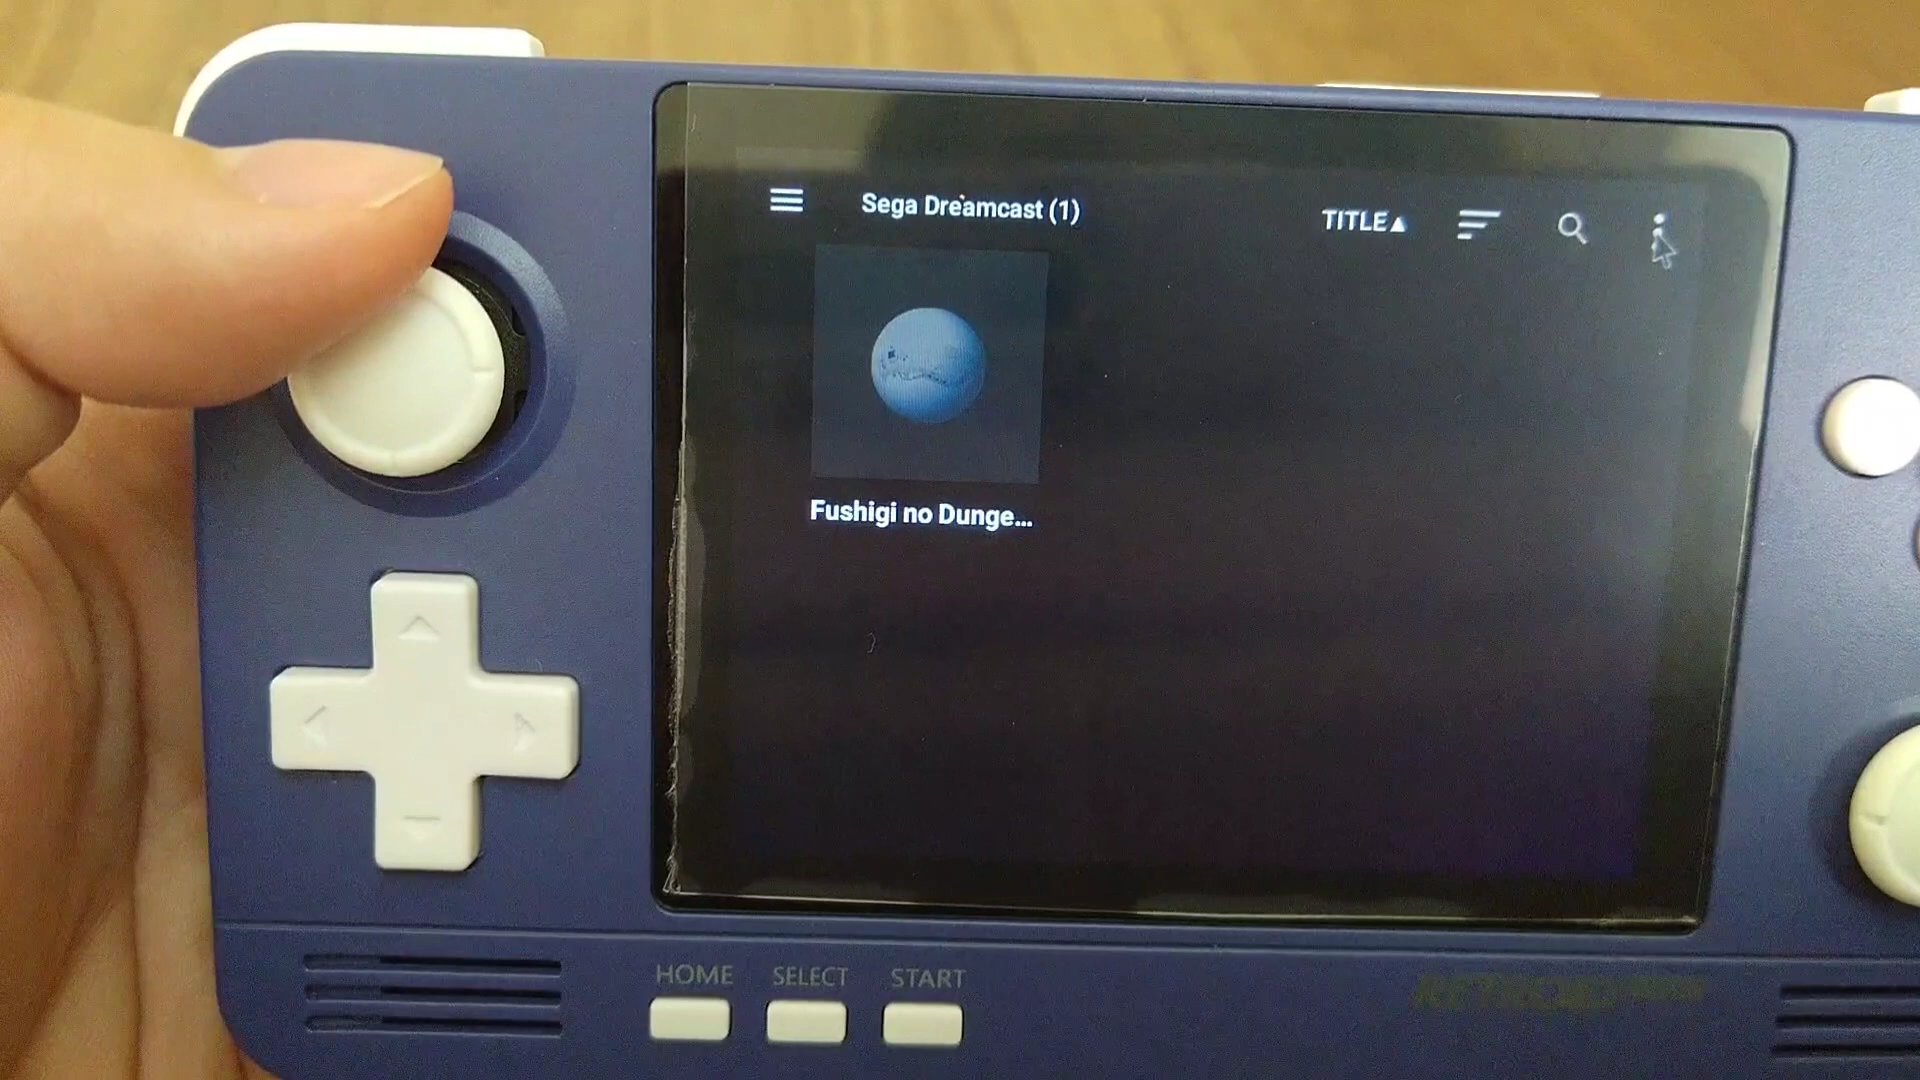 Sega Dreamcast (1)
TITLE▲
Fushigi no Dunge...
HOME SELECT START